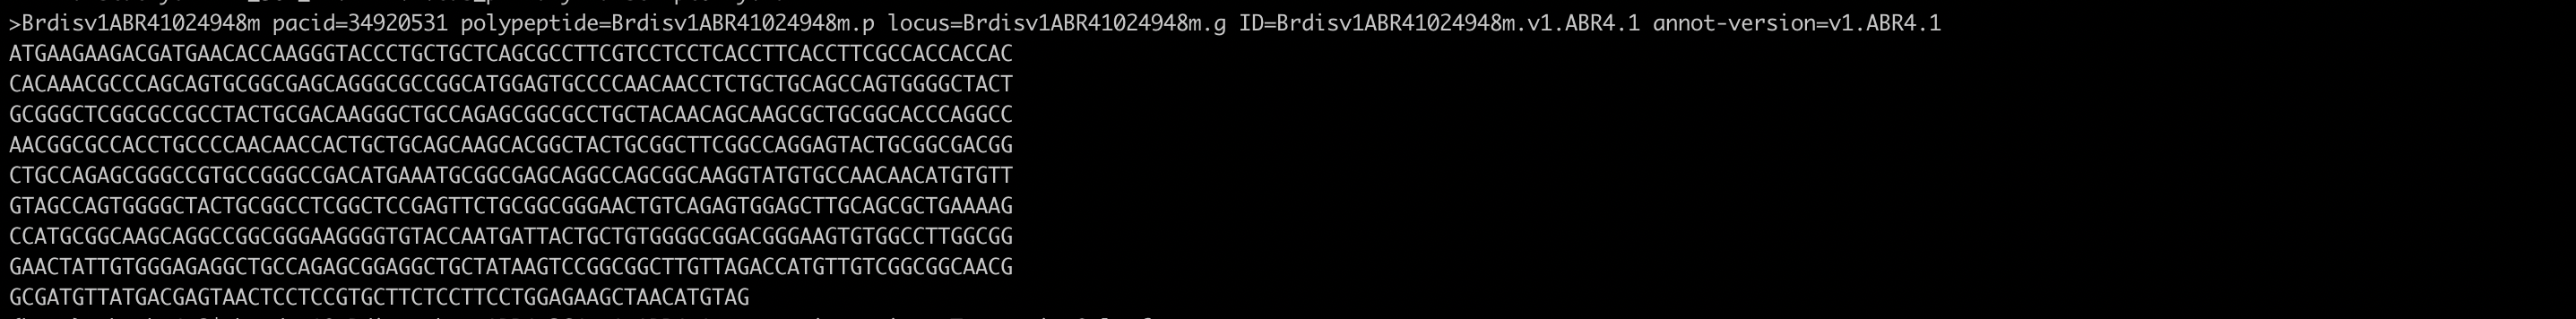 >Brdisv1ABR41024948m pacid=34920531 polypeptide=Brdisv1ABR41024948m.p locus=Brdisv1ABR41024948m.g ID=Brdisv1ABR41024948m.v1.ABR4.1 annot-version=v1.ABR4.1
ATGAAGAAGACGATGAACACCAAGGGTACCCTGCTGCTCAGCGCCTTCGTCCTCCTCACCTTCACCTTCGCCACCACCAC
CACAAACGCCCAGCAGTGCGGCGAGCAGGGCGCCGGCATGGAGTGCCCCAACAACCTCTGCTGCAGCCAGTGGGGCTACT
GCGGGCTCGGCGCCGCCTACTGCGACAAGGGCTGCCAGAGCGGCGCCTGCTACAACAGCAAGCGCTGCGGCACCCAGGCC
AACGGCGCCACCTGCCCCAACAACCACTGCTGCAGCAAGCACGGCTACTGCGGCTTCGGCCAGGAGTACTGCGGCGACGG
CTGCCAGAGCGGGCCGTGCCGGGCCGACATGAAATGCGGCGAGCAGGCCAGCGGCAAGGTATGTGCCAACAACATGTGTT
GTAGCCAGTGGGGCTACTGCGGCCTCGGCTCCGAGTTCTGCGGCGGGAACTGTCAGAGTGGAGCTTGCAGCGCTGAAAAG
CCATGCGGCAAGCAGGCCGGCGGGAAGGGGTGTACCAATGATTACTGCTGTGGGGCGGACGGGAAGTGTGGCCTTGGCGG
GAACTATTGTGGGAGAGGCTGCCAGAGCGGAGGCTGCTATAAGTCCGGCGGCTTGTTAGACCATGTTGTCGGCGGCAACG
GCGATGTTATGACGAGTAACTCCTCCGTGCTTCTCCTTCCTGGAGAAGCTAACATGTAG